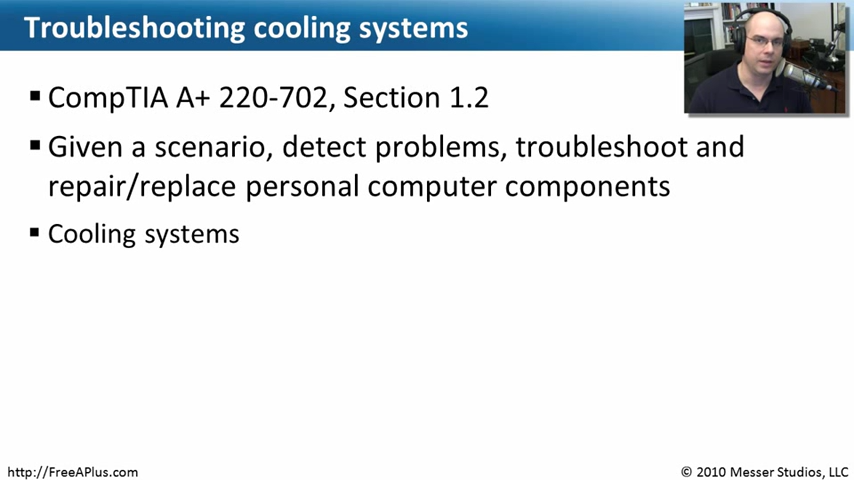 Troubleshooting cooling systems
▪ CompTIA A+ 220-702, Section 1.2
▪ Given a scenario, detect problems, troubleshoot and
repair/replace personal computer components
▪ Cooling systems
http://FreeAPlus.com
© 2010 Messer Studios, LLC